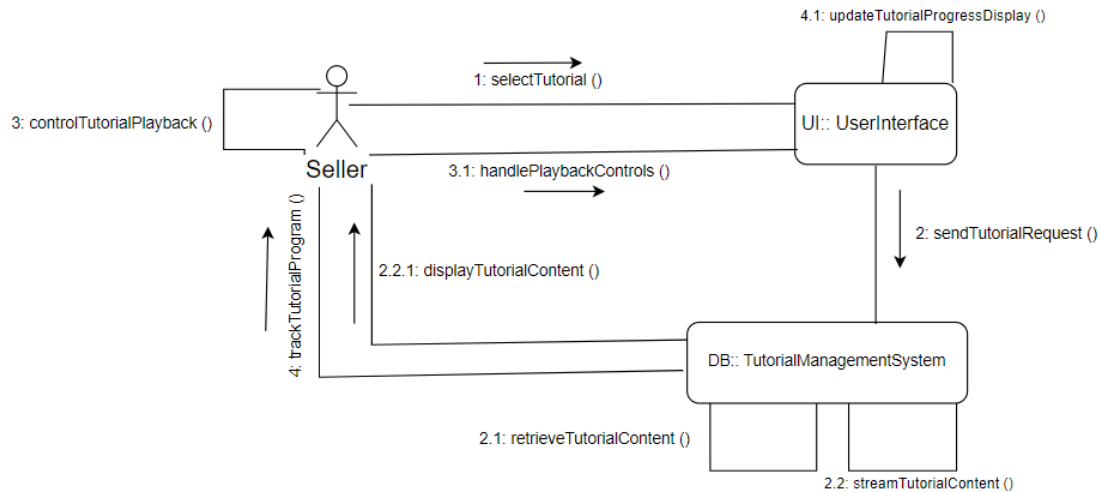 4.1: updateTutorialProgressDisplay ()
1: selectTutorial ()
3: controlTutorialPlayback ()
UI:: UserInterface
Seller
3.1: handlePlaybackControls ()
4: trackTutorialProgram ()
2: sendTutorialRequest ()
2.2.1: displayTutorialContent ()
DB:: TutorialManagementSystem
2.1: retrieveTutorialContent ()
2.2: streamTutorialContent ()